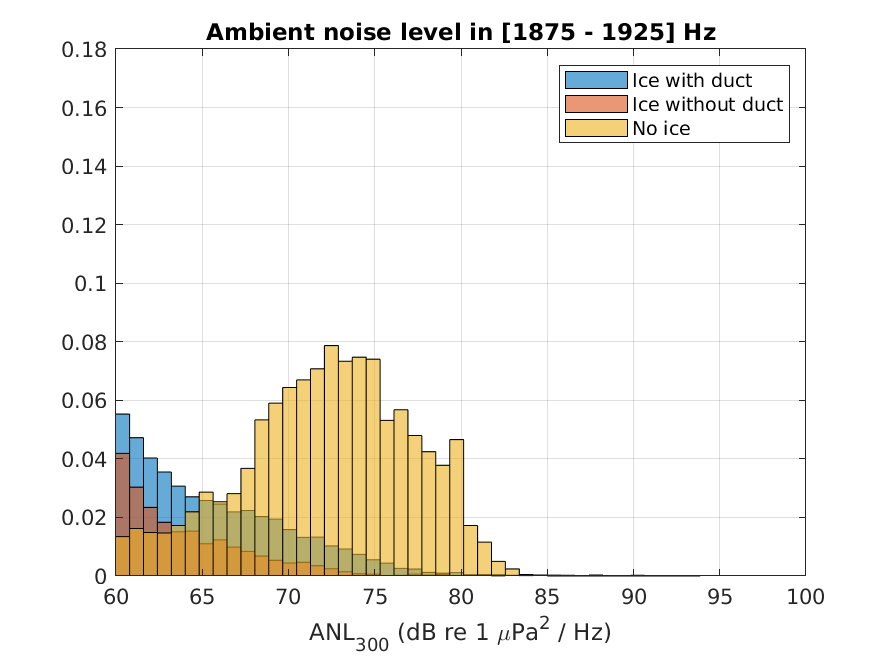 Ambient noise level in [1875 - 1925] Hz
0.18
0.16
0.14
0.12
0.1
0.08
0.06
0.04
0.02
0
Ice with duct
Ice without duct
No ice
60 65 70 75 80 85 90 95 100
ANL300 (dB re 1 μPa2 / Hz)